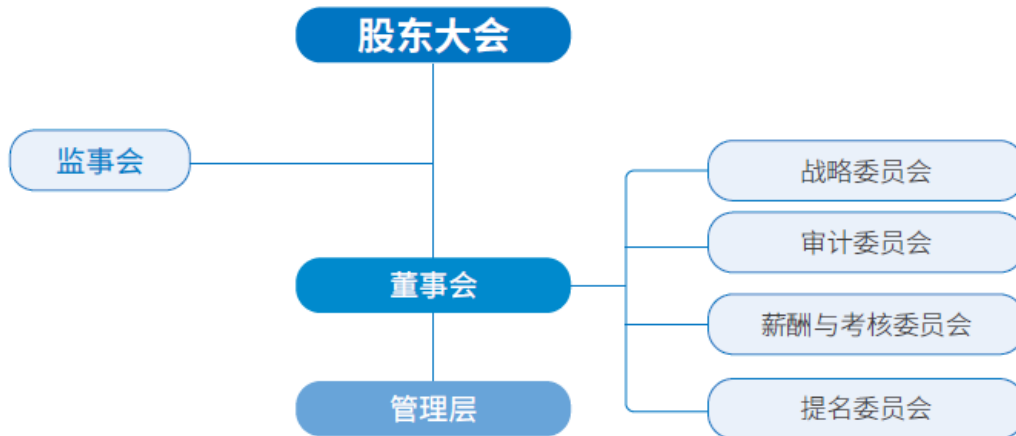 股东大会
监事会
战略委员会
审计委员会
董事会
薪酬与考核委员会
管理层
提名委员会